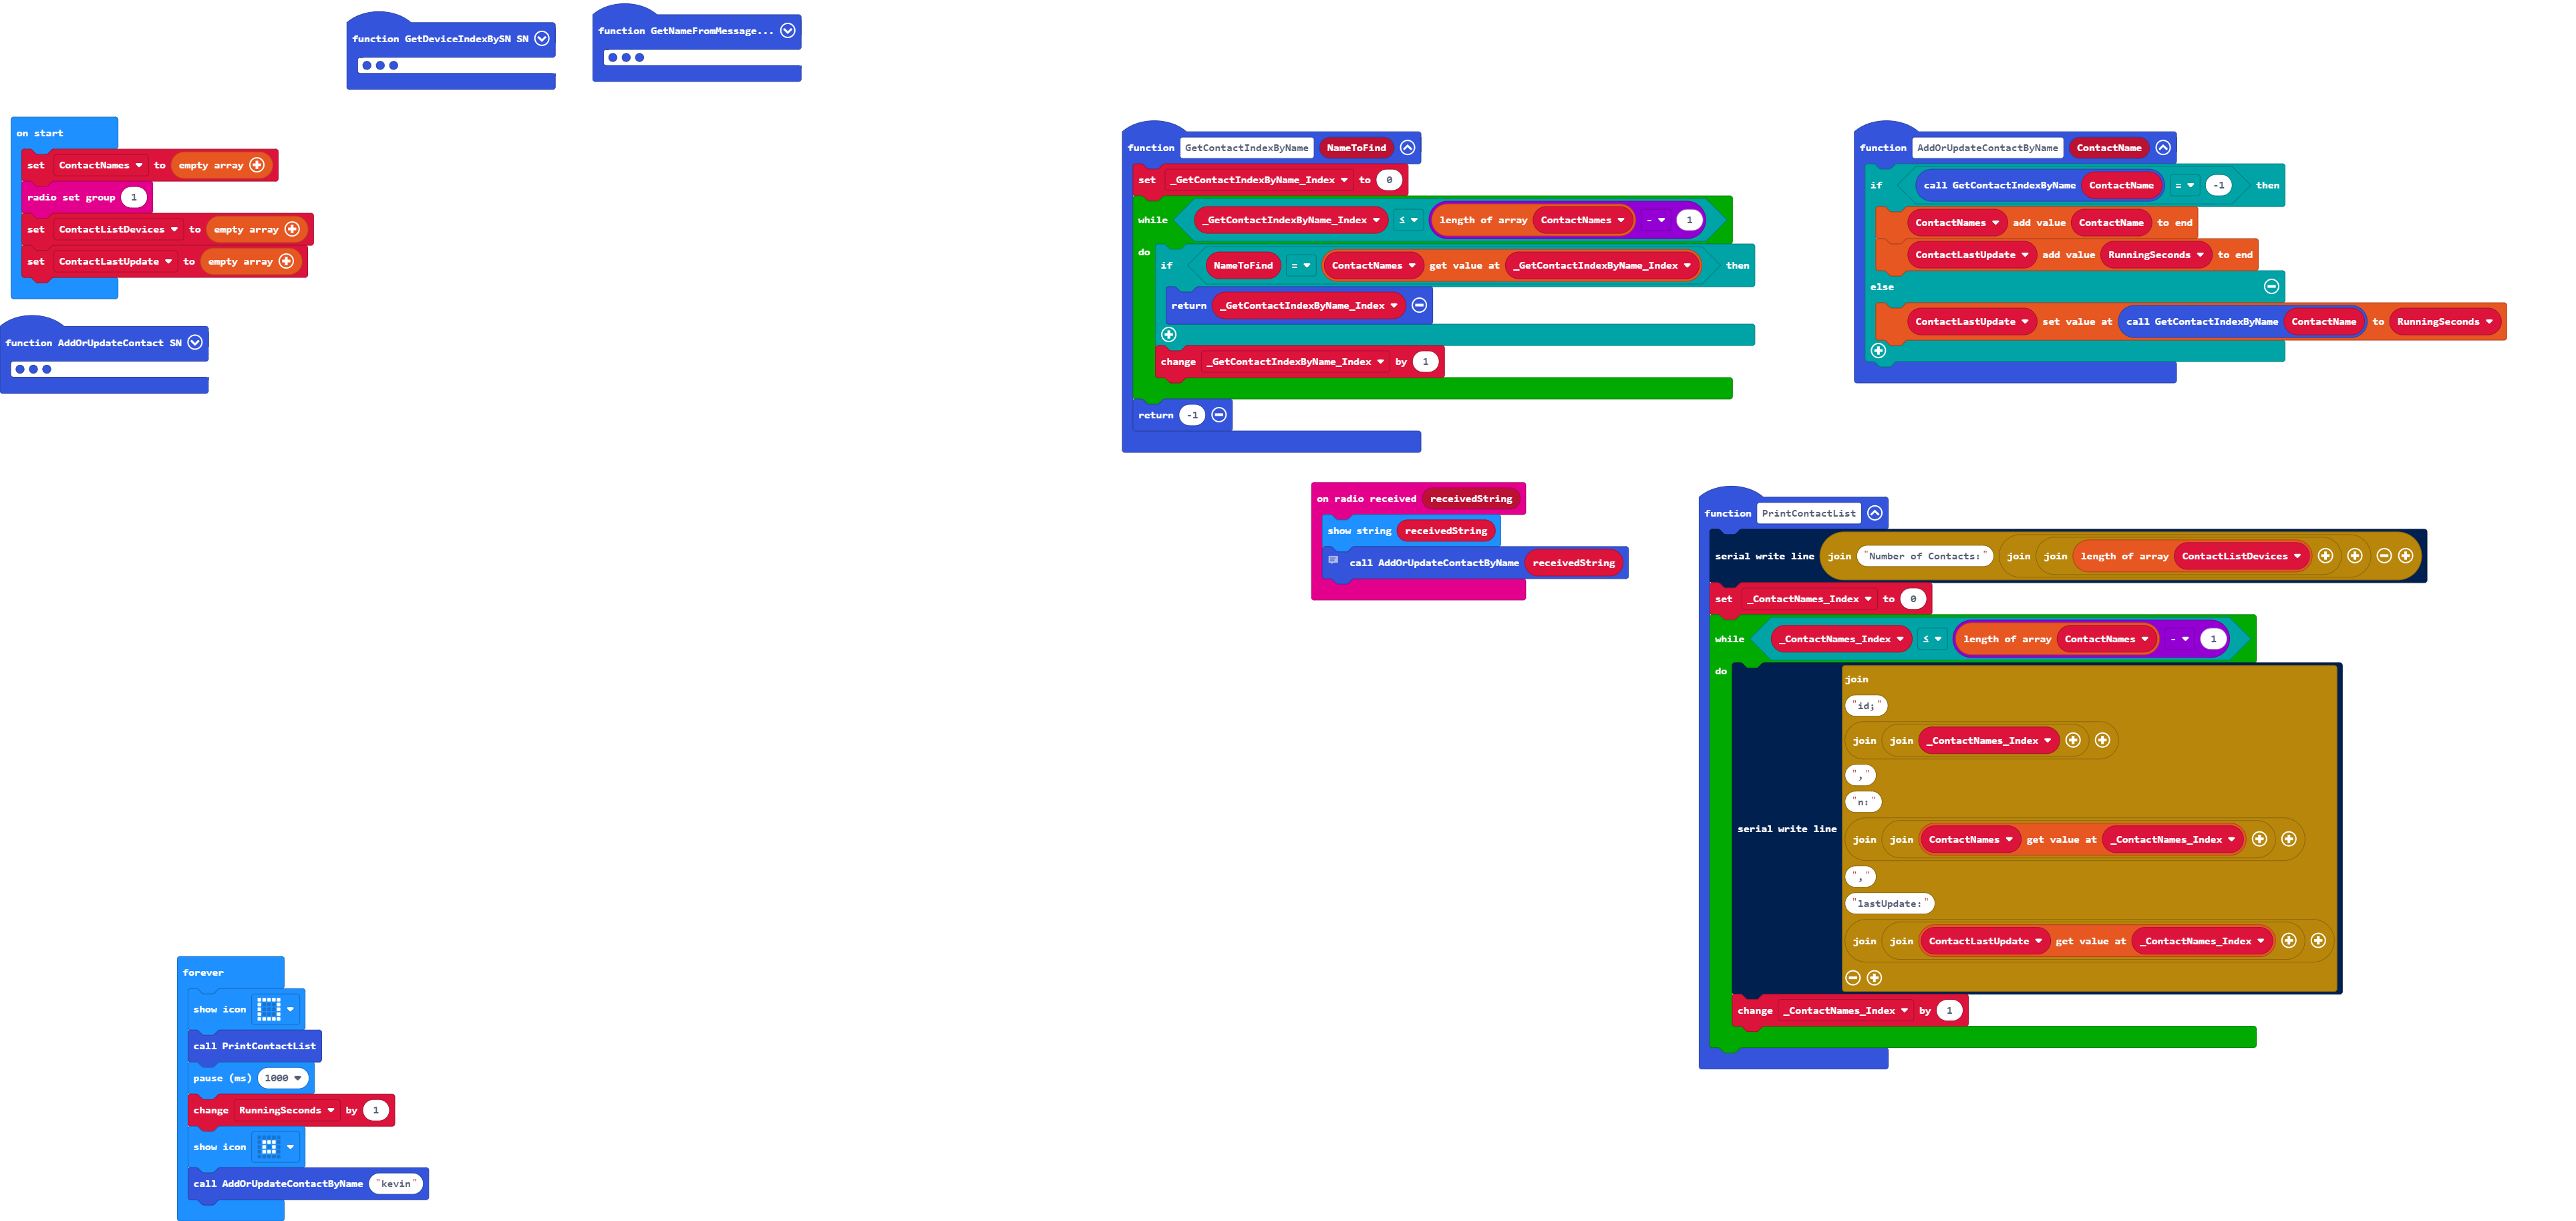 function GetDeviceIndexBySN SN
function GetNameFromMessage...
on start
set ContactNames to empty array
radio set group 1
set ContactListDevices to empty array
set ContactLastUpdate to empty array
function AddOrUpdateContact SN
function GetContactIndexByName NameToFind
set _GetContactIndexByName_Index to 0
while _GetContactIndexByName_Index ≤ length of array ContactNames - 1
do
if NameToFind = ContactNames get value at _GetContactIndexByName_Index then
return _GetContactIndexByName_Index
change _GetContactIndexByName_Index by 1
return -1
function AddOrUpdateContactByName ContactName
if call GetContactIndexByName ContactName = -1 then
ContactNames add value ContactName to end
ContactLastUpdate add value RunningSeconds to end
else
ContactLastUpdate set value at call GetContactIndexByName ContactName to RunningSeconds
on radio received receivedString
show string receivedString
call AddOrUpdateContactByName receivedString
function PrintContactList
serial write line join "Number of Contacts:" join join length of array ContactListDevices
set _ContactNames_Index to 0
while _ContactNames_Index ≤ length of array ContactNames - 1
do
serial write line
join
"id;"
join join _ContactNames_Index
","
"n:"
join join ContactNames get value at _ContactNames_Index
","
"lastUpdate:"
join join ContactLastUpdate get value at _ContactNames_Index
change _ContactNames_Index by 1
forever
show icon
call PrintContactList
pause (ms) 1000
change RunningSeconds by 1
show icon
call AddOrUpdateContactByName "kevin"